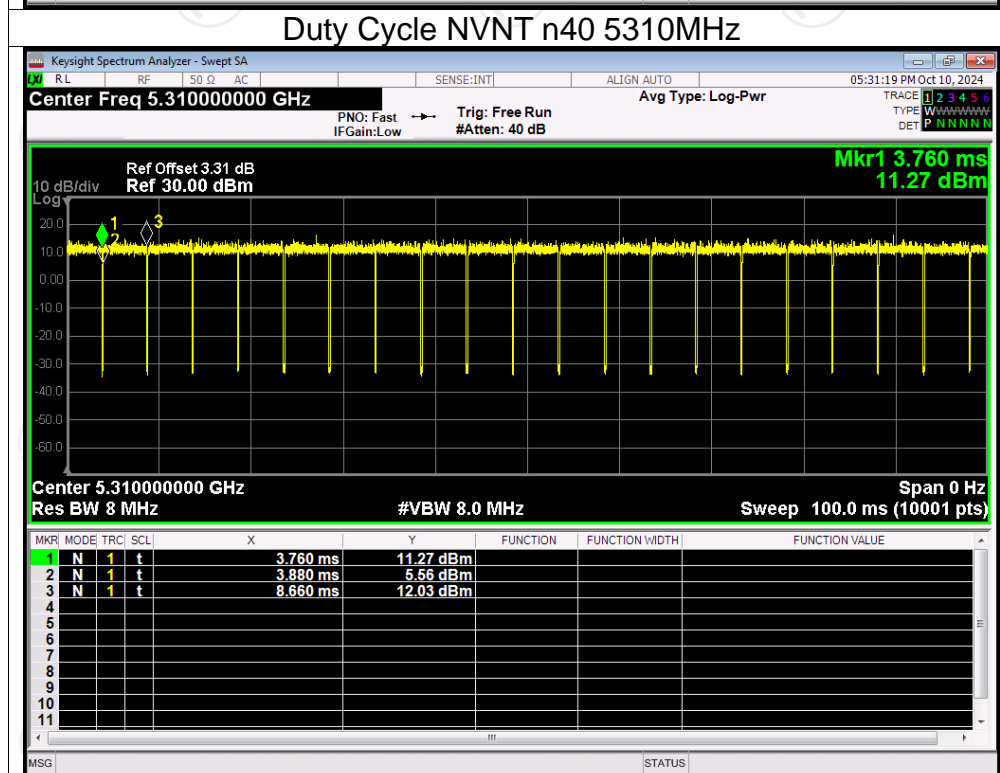 Duty Cycle NVNT n40 5310MHz
Keysight Spectrum Analyzer - Swept SA
LXI RL RF 50 Ω AC SENSE:INT ALIGN AUTO 05:31:19 PM Oct 10, 2024
Center Freq 5.310000000 GHz Avg Type: Log-Pwr TRACE 1 2 3 4 5 6
PNO: Fast Trig: Free Run TYPE WWWWWW
IFGain:Low #Atten: 40 dB DET P N N N N N
Mkr1 3.760 ms
Ref Offset 3.31 dB
10 dB/div Ref 30.00 dBm 11.27 dBm
Log
20.0
1 2 3
10.0
0.00
-10.0
-20.0
-30.0
-40.0
-50.0
-60.0
Center 5.310000000 GHz Span 0 Hz
Res BW 8 MHz #VBW 8.0 MHz Sweep 100.0 ms (10001 pts)
MKR MODE TRC SCL X Y FUNCTION FUNCTION WIDTH FUNCTION VALUE
1 N 1 t 3.760 ms 11.27 dBm
2 N 1 t 3.880 ms 5.56 dBm
3 N 1 t 8.660 ms 12.03 dBm
4
5
6
7
8
9
10
11
MSG STATUS